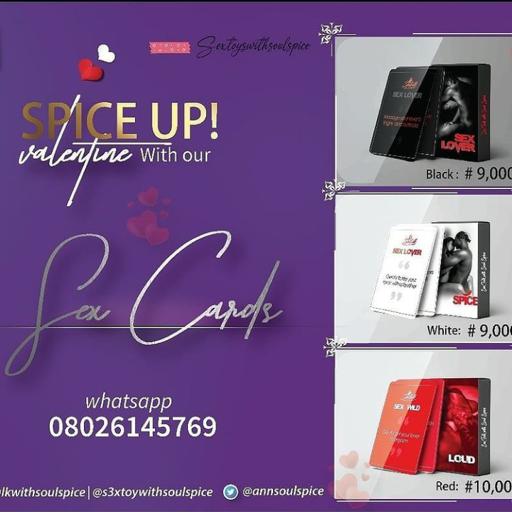 Sextoyswithsoulspice
SPICE UP!
valentine With our
Sex Cards
whatsapp
08026145769
lkwithsoulspice | @s3xtoywithsoulspice @annsoulspice
SEX LOVER
SEX
LOVER
Black : # 9,000
SEX LOVER
SPICE
White: # 9,000
SEX WILD
LOUD
Red: #10,00